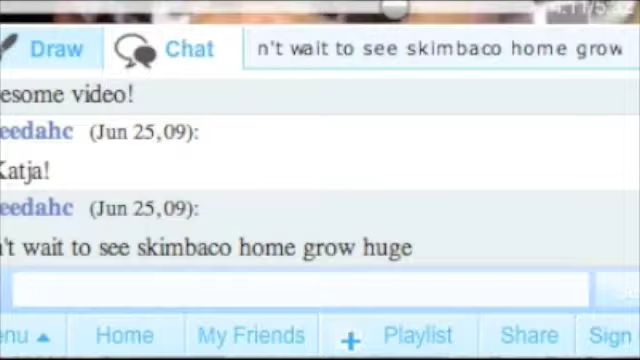 Draw Chat n't wait to see skimbaco home grow
esome video!
eedahc (Jun 25,09):
Katja!
eedahc (Jun 25,09):
't wait to see skimbaco home grow huge
enu Home My Friends + Playlist Share Sign